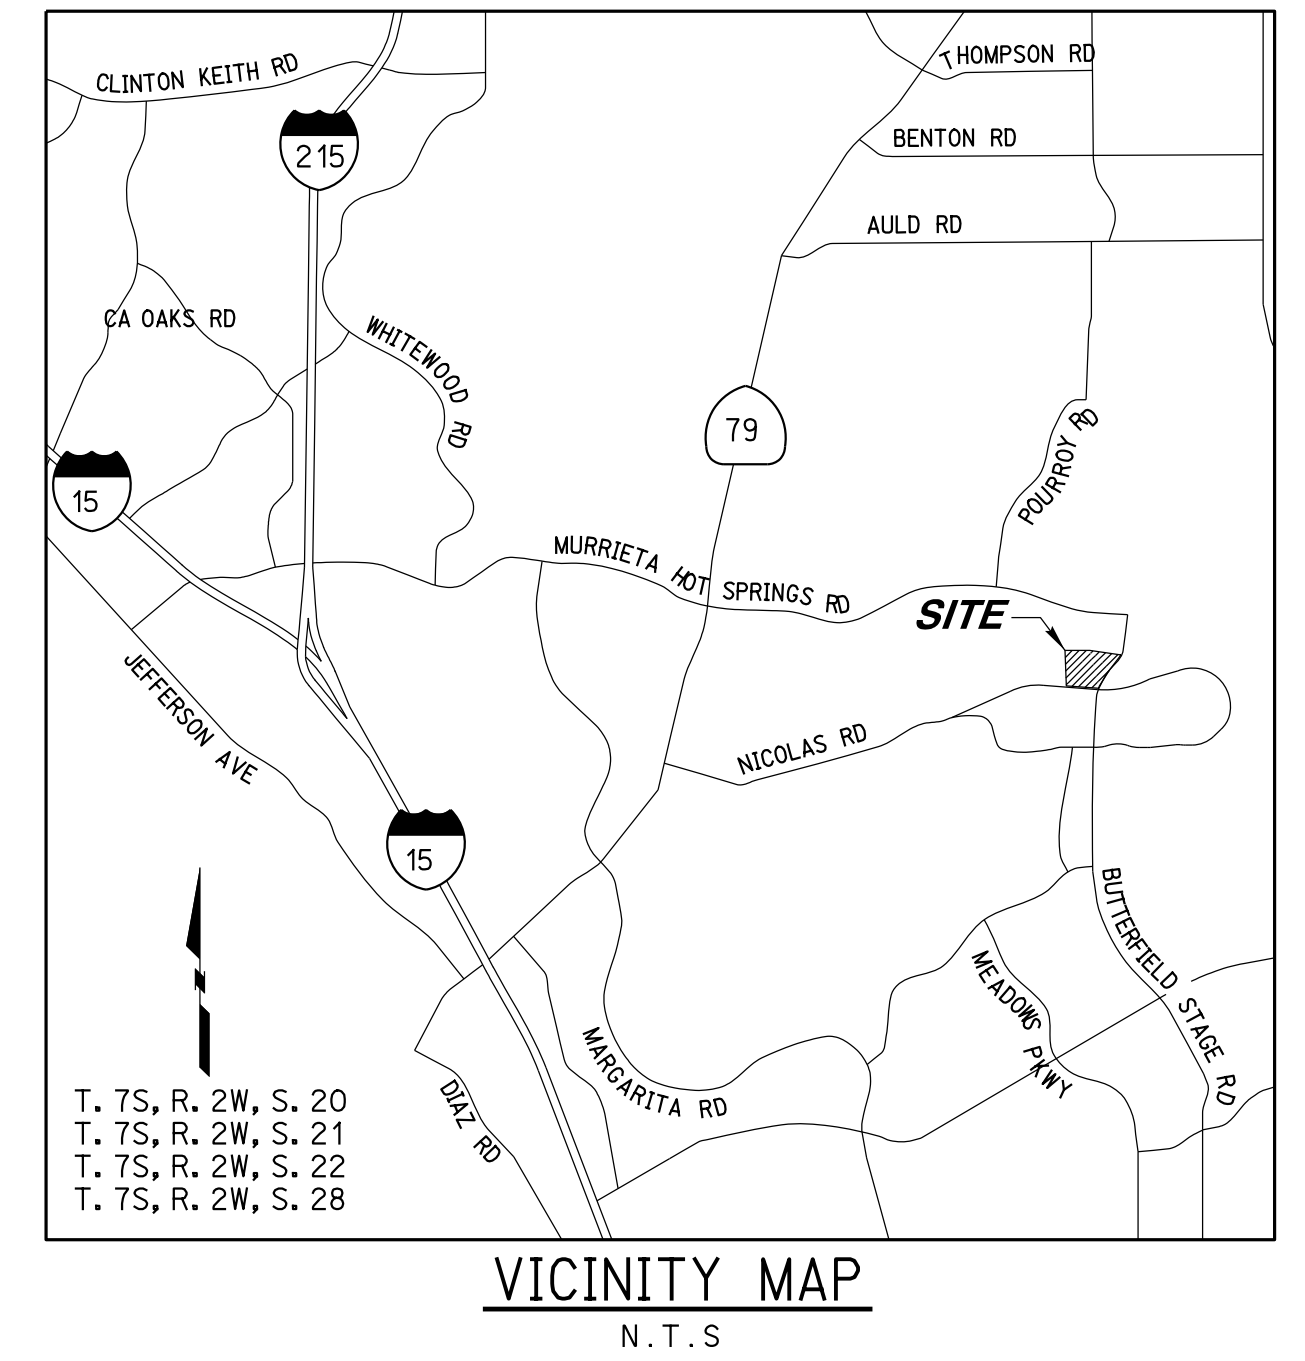 THOMPSON RD
CLINTON KEITH RD
BENTON RD
215
AULD RD
CA OAKS RD
WHITEWOOD RD
79
POURROY RD
15
MURRIETA HOT SPRINGS RD
SITE
JEFFERSON AVE
NICOLAS RD
15
BUTTERFIELD STAGE RD
MEADOWS PKWY
N
MARGARITA RD
DIAZ RD
T. 7S, R. 2W, S. 20
T. 7S, R. 2W, S. 21
T. 7S, R. 2W, S. 22
T. 7S, R. 2W, S. 28
VICINITY MAP
N.T.S